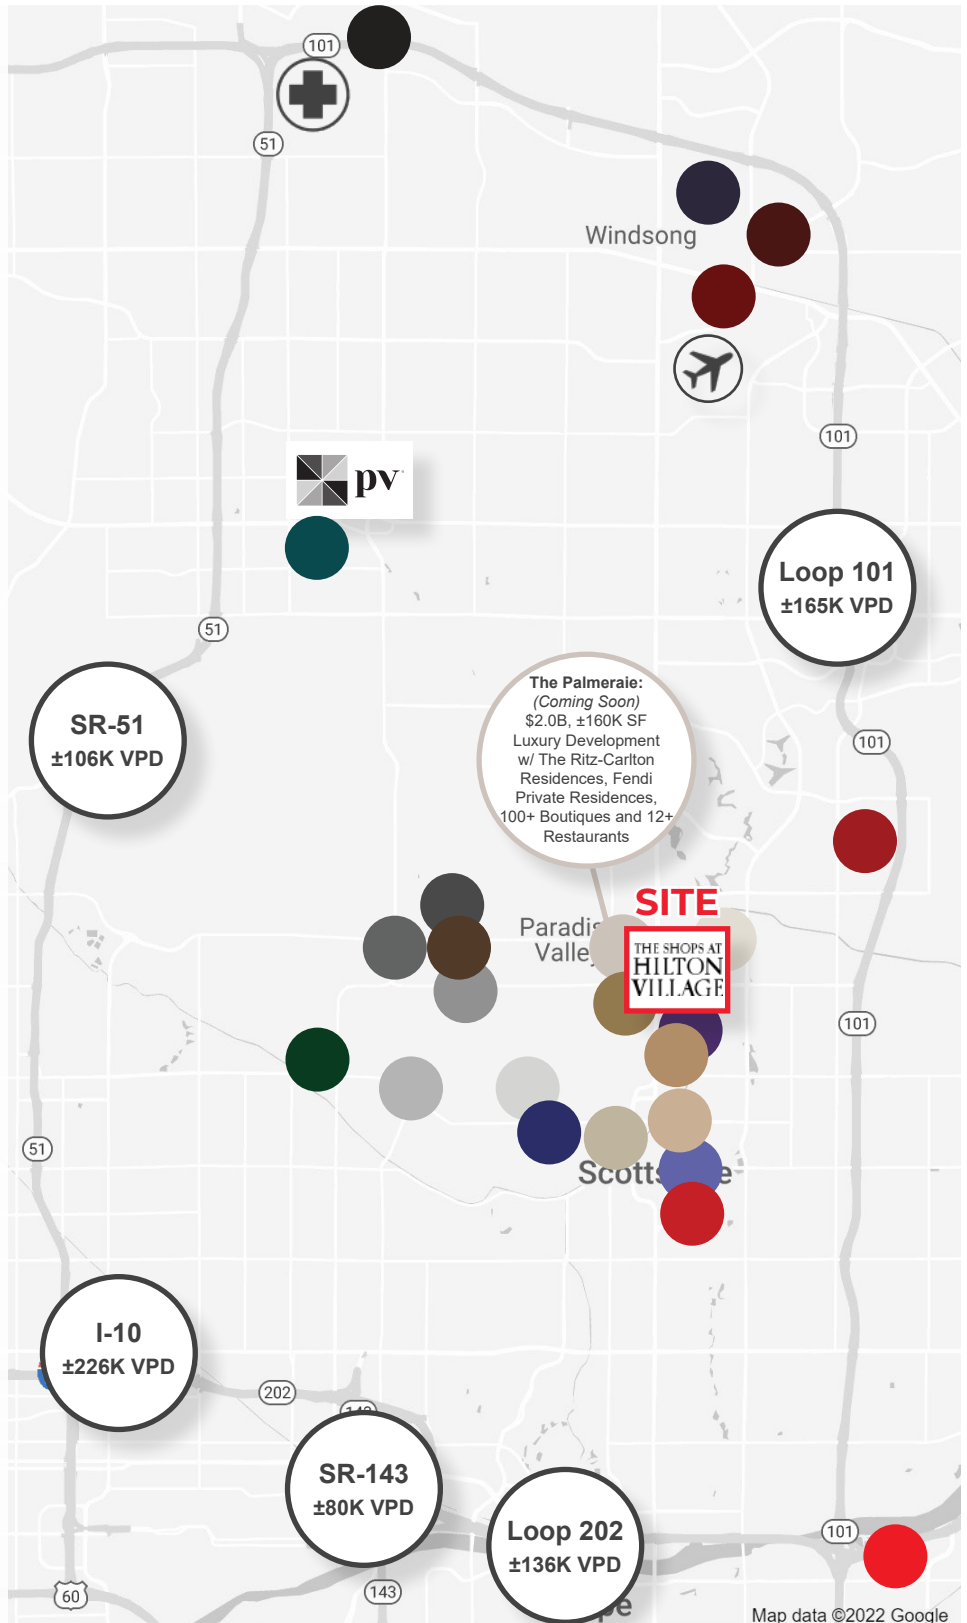 101
51
Windsong
101
pv
Loop 101
±165K VPD
51
SR-51
±106K VPD
The Palmeraie:
(Coming Soon)
$2.0B, ±160K SF
Luxury Development
w/ The Ritz-Carlton
Residences, Fendi
Private Residences,
100+ Boutiques and 12+
Restaurants
101
SITE
THE SHOPS AT
HILTON
VILLAGE
101
51
I-10
±226K VPD
202
SR-143
±80K VPD
Loop 202
±136K VPD
101
60
143
Map data ©2022 Google